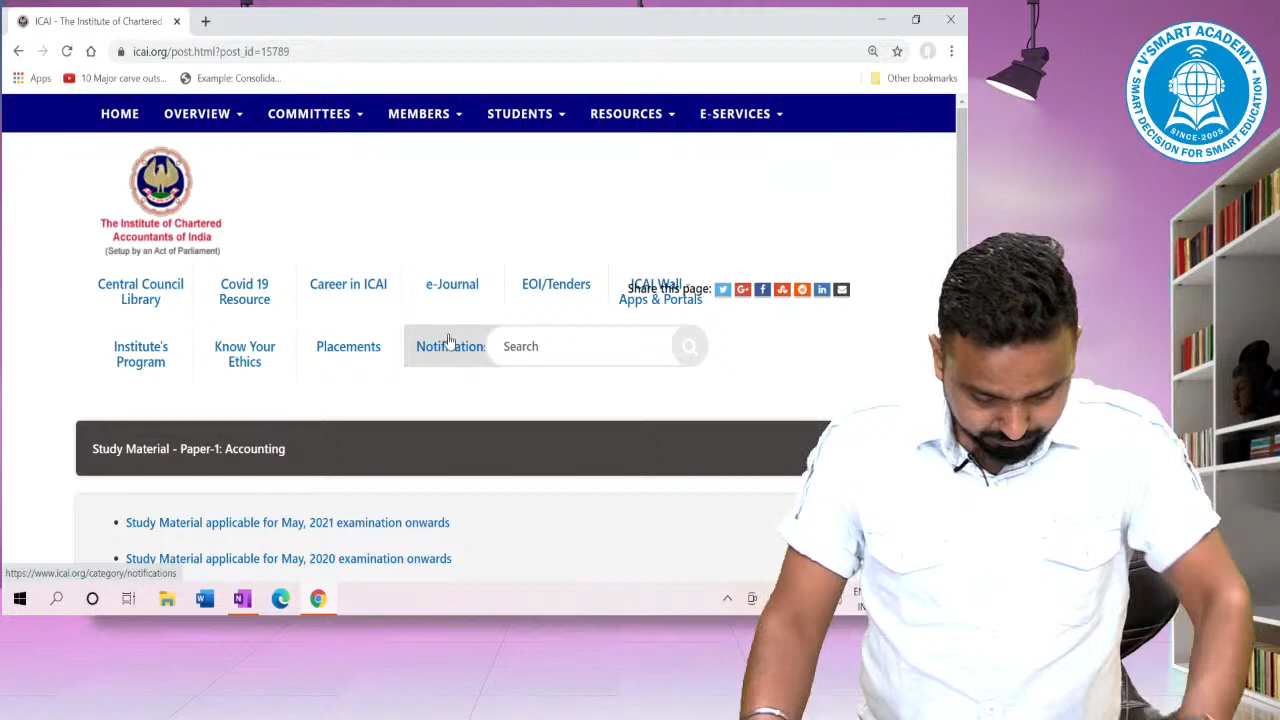 ICAI - The Institute of Chartered
icai.org/post.html?post_id=15789
Apps
10 Major carve outs...
Example: Consolida...
Other bookmarks
HOME
OVERVIEW
COMMITTEES
MEMBERS
STUDENTS
RESOURCES
E-SERVICES
The Institute of Chartered
Accountants of India
(Setup by an Act of Parliament)
Central Council
Library
Covid 19
Resource
Career in ICAI
e-Journal
EOI/Tenders
ICAI Wall
Apps & Portals
Share this page:
Institute's
Program
Know Your
Ethics
Placements
Notifications
Search
Study Material - Paper-1: Accounting
Study Material applicable for May, 2021 examination onwards
Study Material applicable for May, 2020 examination onwards
https://www.icai.org/category/notifications
V'SMART ACADEMY
SINCE-2005
SMART DECISION FOR SMART EDUCATION